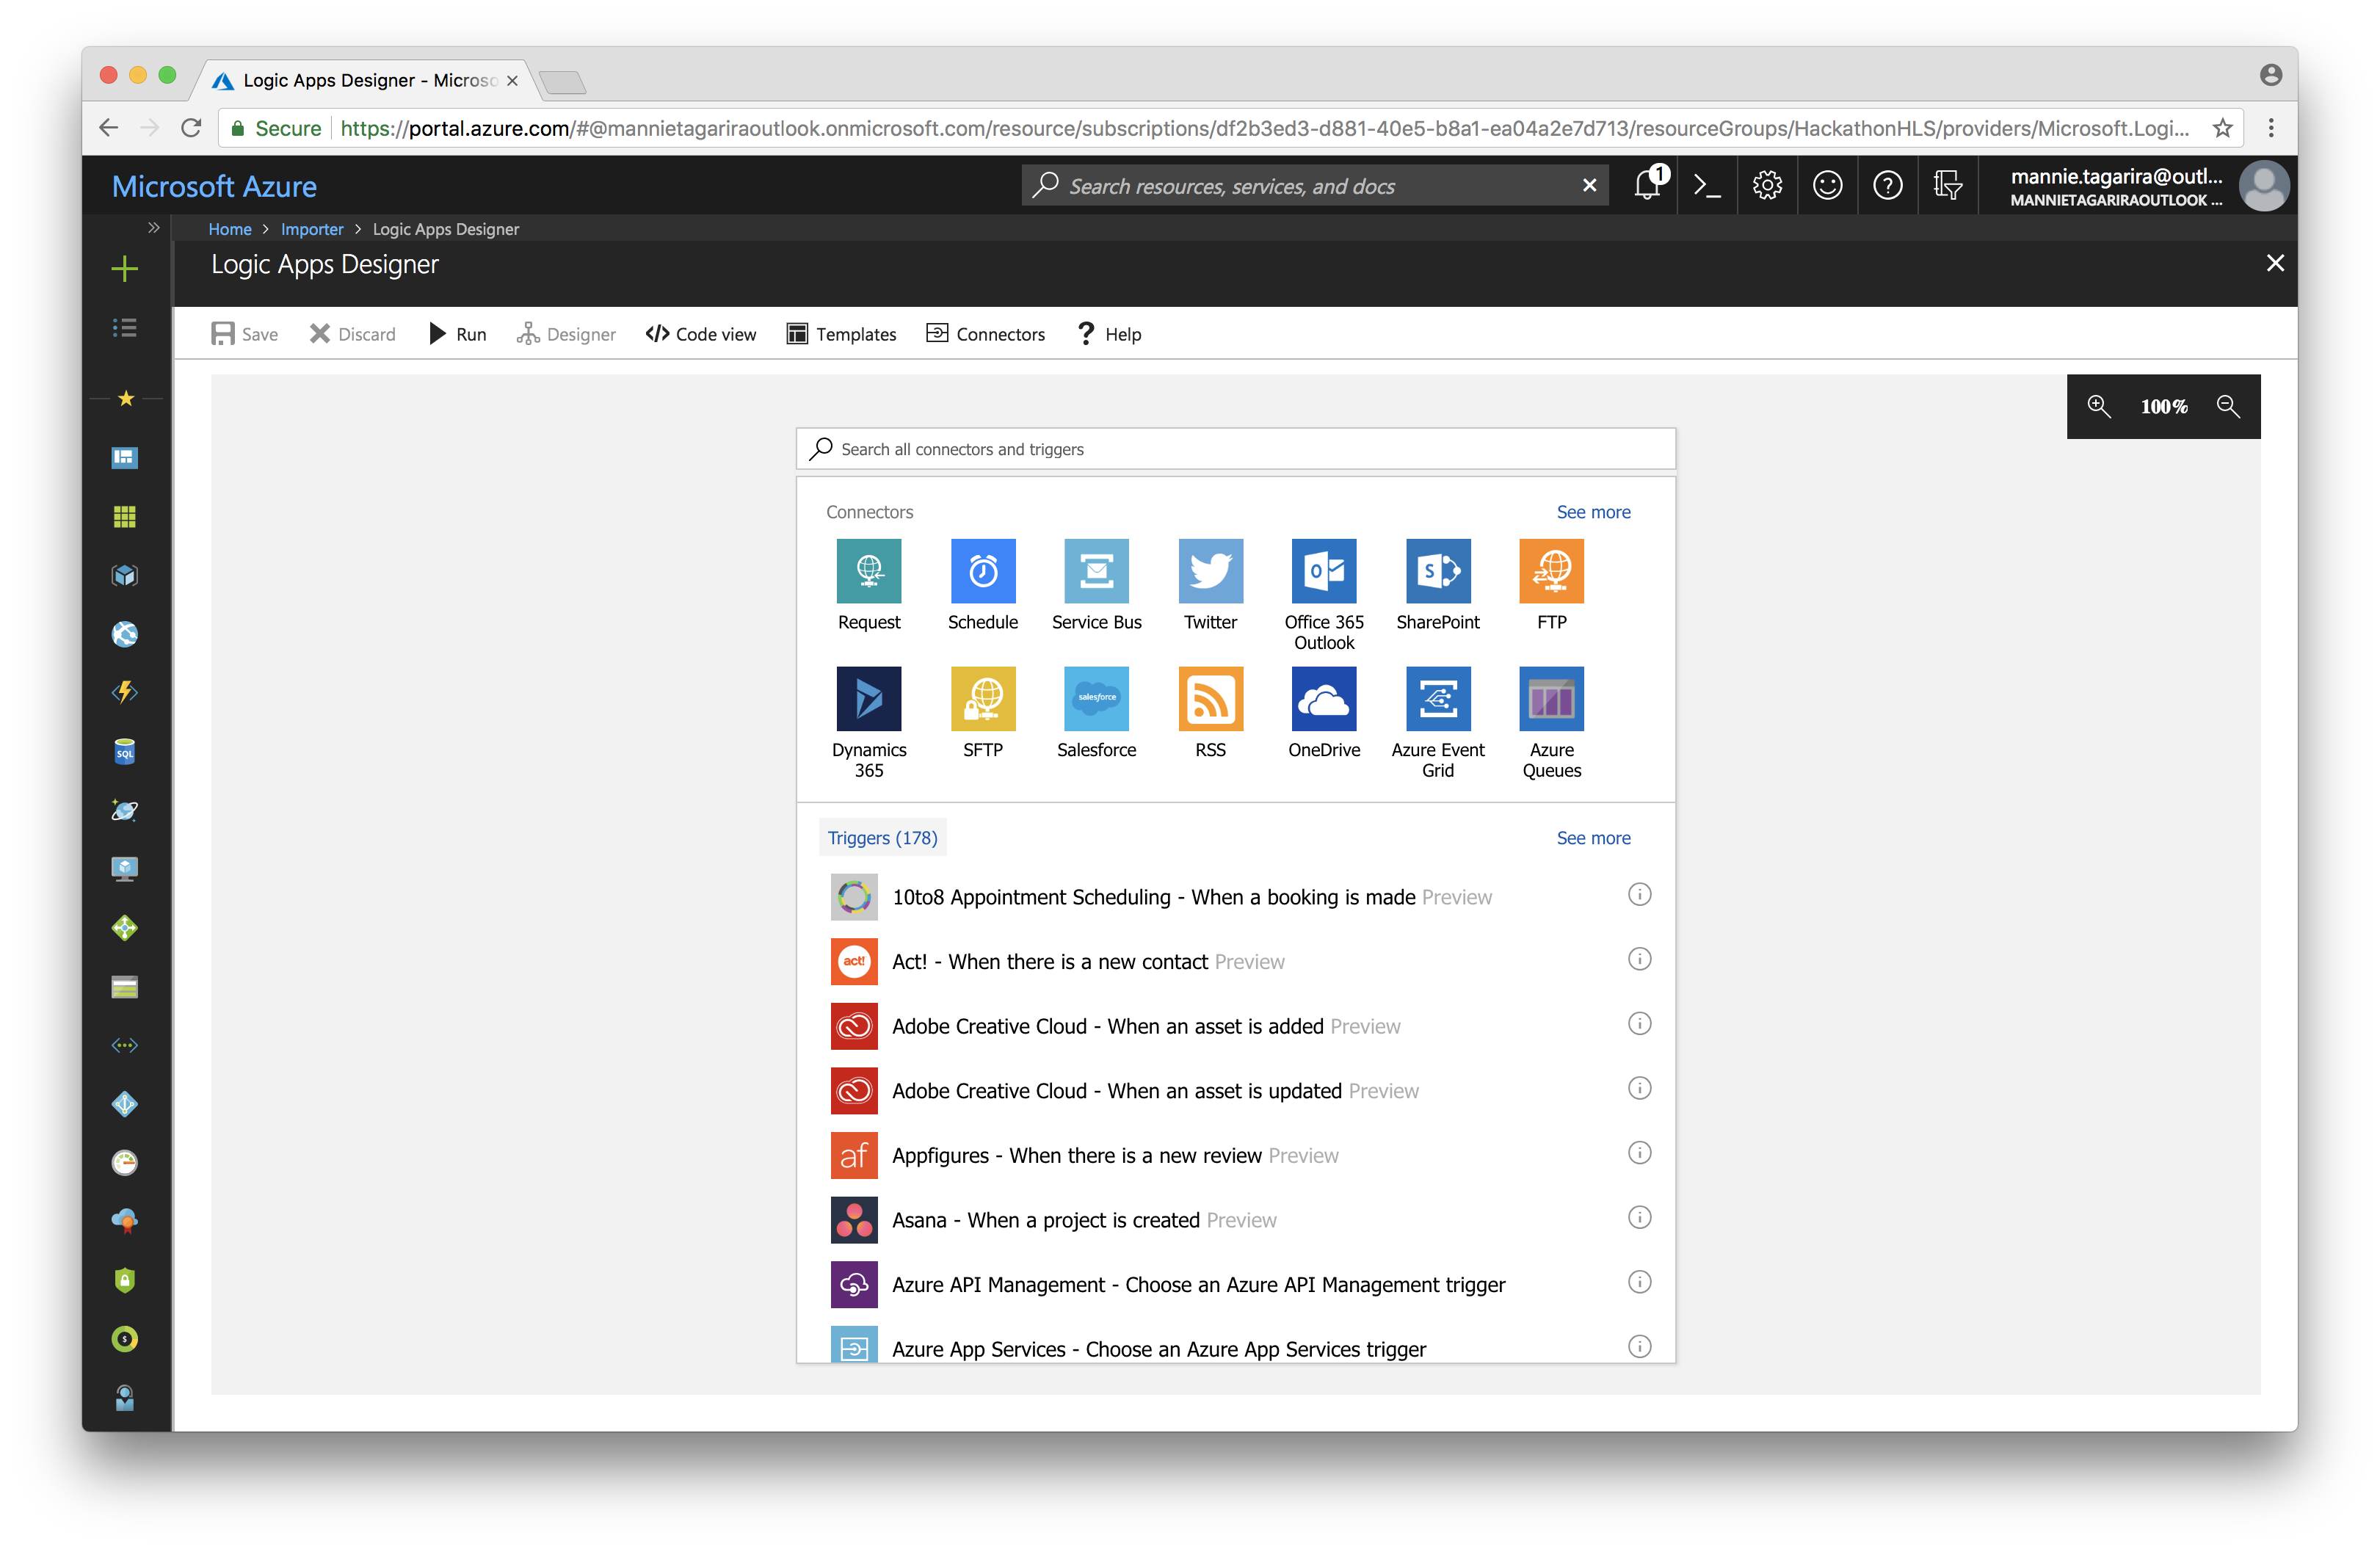 Logic Apps Designer - Microso
Secure https://portal.azure.com/#@mannietagariraoutlook.onmicrosoft.com/resource/subscriptions/df2b3ed3-d881-40e5-b8a1-ea04a2e7d713/resourceGroups/HackathonHLS/providers/Microsoft.Logi...
Microsoft Azure
Search resources, services, and docs
1
mannie.tagarira@outl...
MANNIETAGARIRAOUTLOOK ...
Home > Importer > Logic Apps Designer
Logic Apps Designer
Save Discard Run Designer Code view Templates Connectors Help
100%
Search all connectors and triggers
Connectors See more
Request Schedule Service Bus Twitter Office 365 Outlook SharePoint FTP
salesforce
Dynamics 365 SFTP Salesforce RSS OneDrive Azure Event Grid Azure Queues
Triggers (178) See more
10to8 Appointment Scheduling - When a booking is made Preview
act! Act! - When there is a new contact Preview
Adobe Creative Cloud - When an asset is added Preview
Adobe Creative Cloud - When an asset is updated Preview
af Appfigures - When there is a new review Preview
Asana - When a project is created Preview
Azure API Management - Choose an Azure API Management trigger
Azure App Services - Choose an Azure App Services trigger
SQL